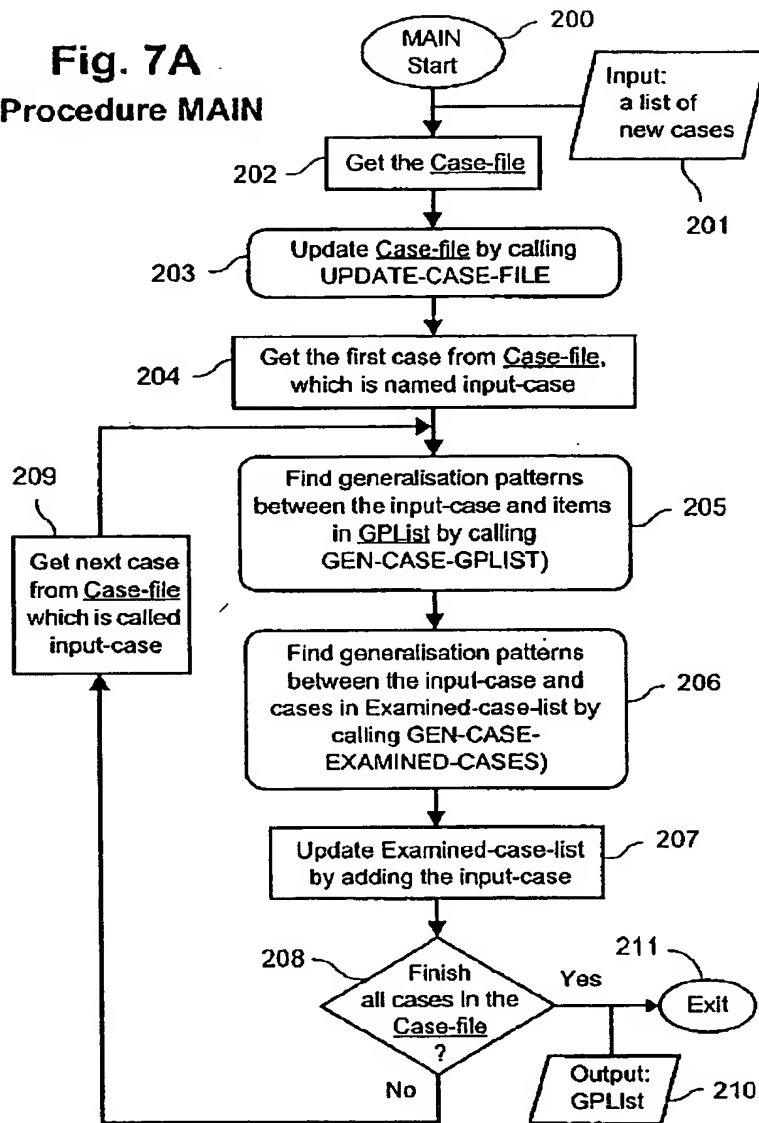 Fig. 7A
Procedure MAIN
MAIN
Start
200
Input:
a list of
new cases
201
202
Get the Case-file
203
Update Case-file by calling
UPDATE-CASE-FILE
204
Get the first case from Case-file,
which is named input-case
209
Get next case
from Case-file
which is called
input-case
Find generalisation patterns
between the input-case and items
in GPList by calling
GEN-CASE-GPLIST)
205
Find generalisation patterns
between the input-case and
cases in Examined-case-list by
calling GEN-CASE-
EXAMINED-CASES)
206
Update Examined-case-list
by adding the input-case
207
208
Finish
all cases In the
Case-file
?
Yes
No
211
Exit
Output:
GPLIst
210